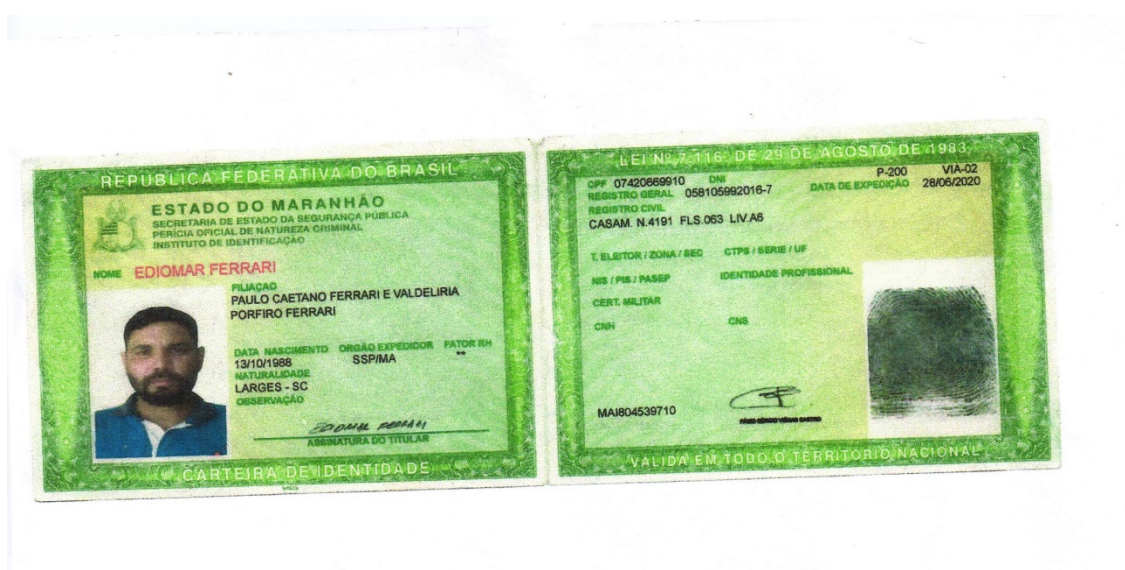 REPÚBLICA FEDERATIVA DO BRASIL
ESTADO DO MARANHÃO
SECRETARIA DE ESTADO DA SEGURANÇA PÚBLICA
PERÍCIA OFICIAL DE NATUREZA CRIMINAL
INSTITUTO DE IDENTIFICAÇÃO
NOME EDIOMAR FERRARI
FILIAÇÃO
PAULO CAETANO FERRARI E VALDELIRIA
PORFIRO FERRARI
DATA NASCIMENTO ORGÃO EXPEDIDOR FATOR RH
13/10/1988 SSP/MA **
NATURALIDADE
LARGES - SC
OBSERVAÇÃO
EDIOMAR FERRARI
ASSINATURA DO TITULAR
CARTEIRA DE IDENTIDADE
LEI Nº 7.116, DE 29 DE AGOSTO DE 1983
CPF 07420669910 DNI P-200 VIA-02
REGISTRO GERAL 058105992016-7 DATA DE EXPEDIÇÃO 28/06/2020
REGISTRO CIVIL
CASAM. N.4191 FLS.063 LIV.A6
T. ELEITOR / ZONA / SEC CTPS / SERIE / UF
NIS / PIS / PASEP IDENTIDADE PROFISSIONAL
CERT. MILITAR
CNH CNS
MAI804539710
VALIDA EM TODO O TERRITÓRIO NACIONAL